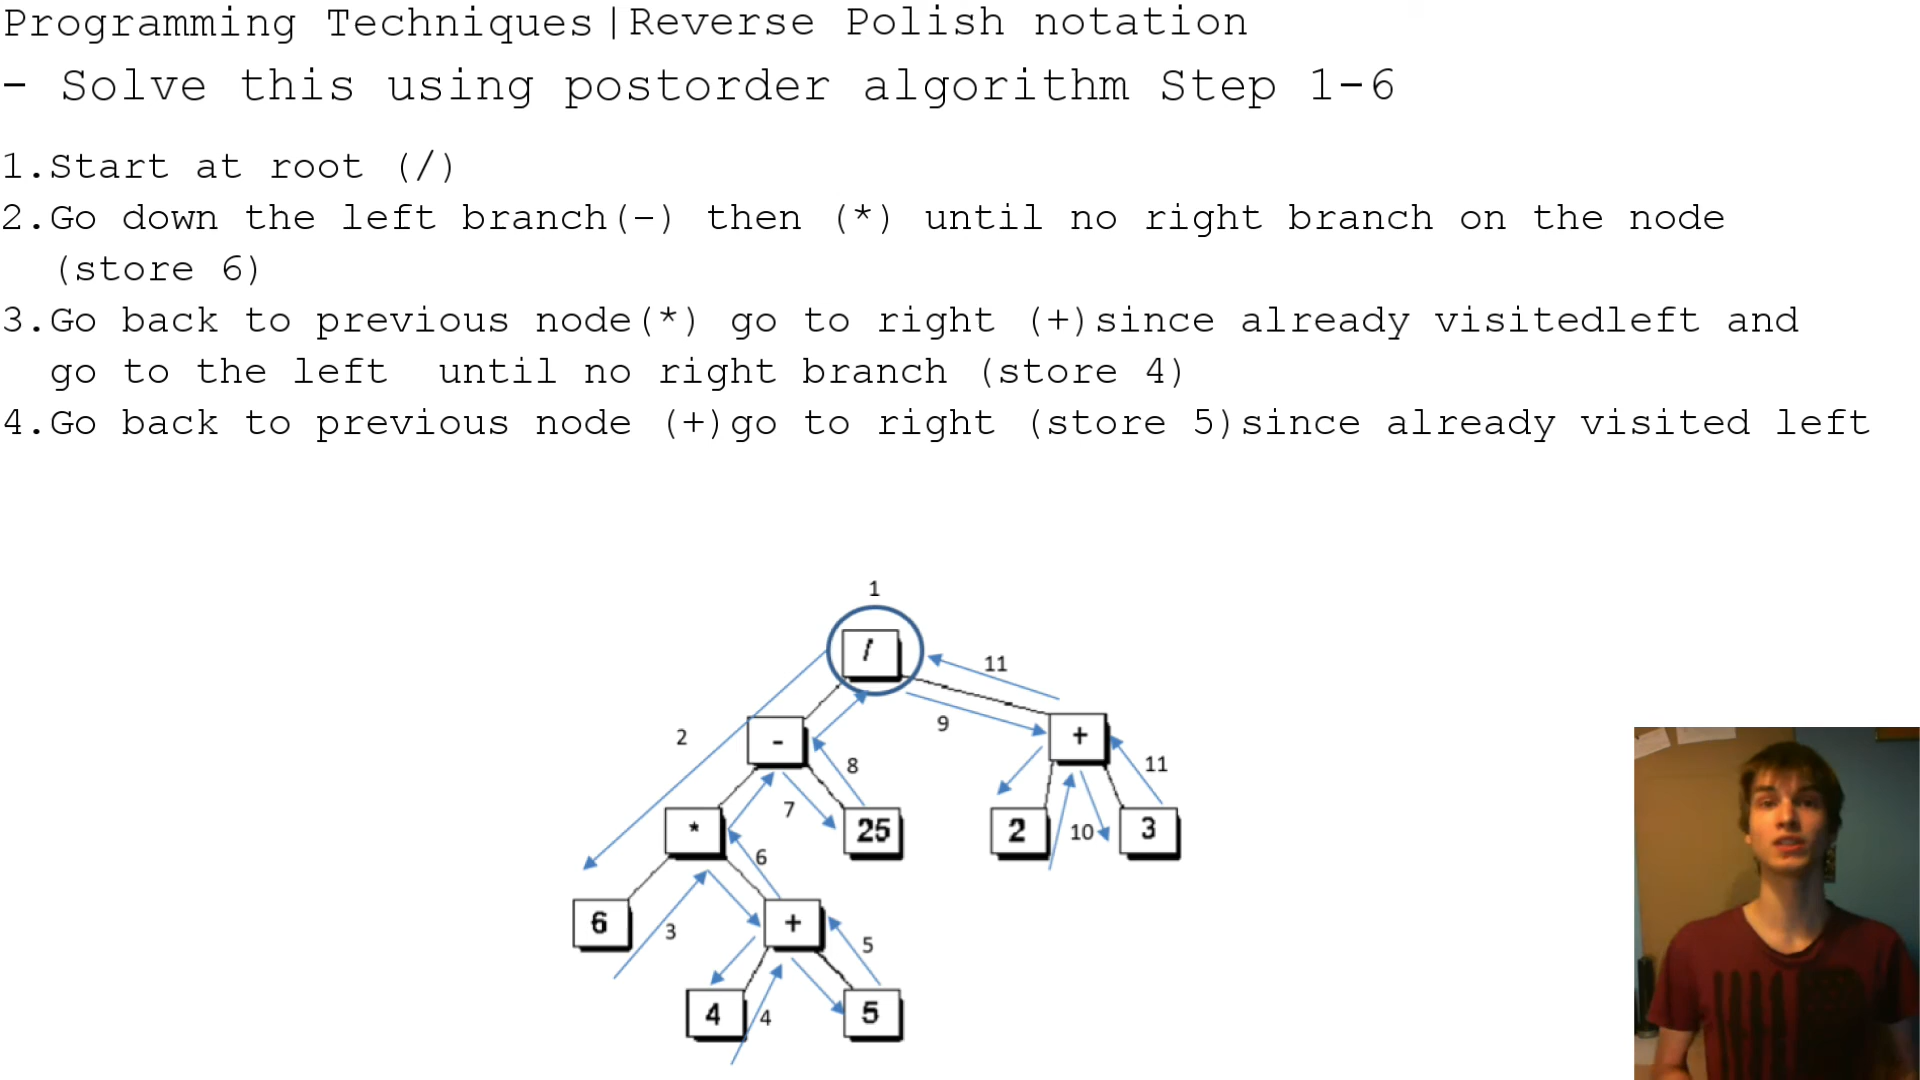 Programming Techniques|Reverse Polish notation
- Solve this using postorder algorithm Step 1-6
1.Start at root (/)
2.Go down the left branch(-) then (*) until no right branch on the node
(store 6)
3.Go back to previous node(*) go to right (+)since already visitedleft and
go to the left until no right branch (store 4)
4.Go back to previous node (+)go to right (store 5)since already visited left
1
/
11
2
-
9
+
8
11
7
*
25
2
10
3
6
6
3
+
5
4
4
5